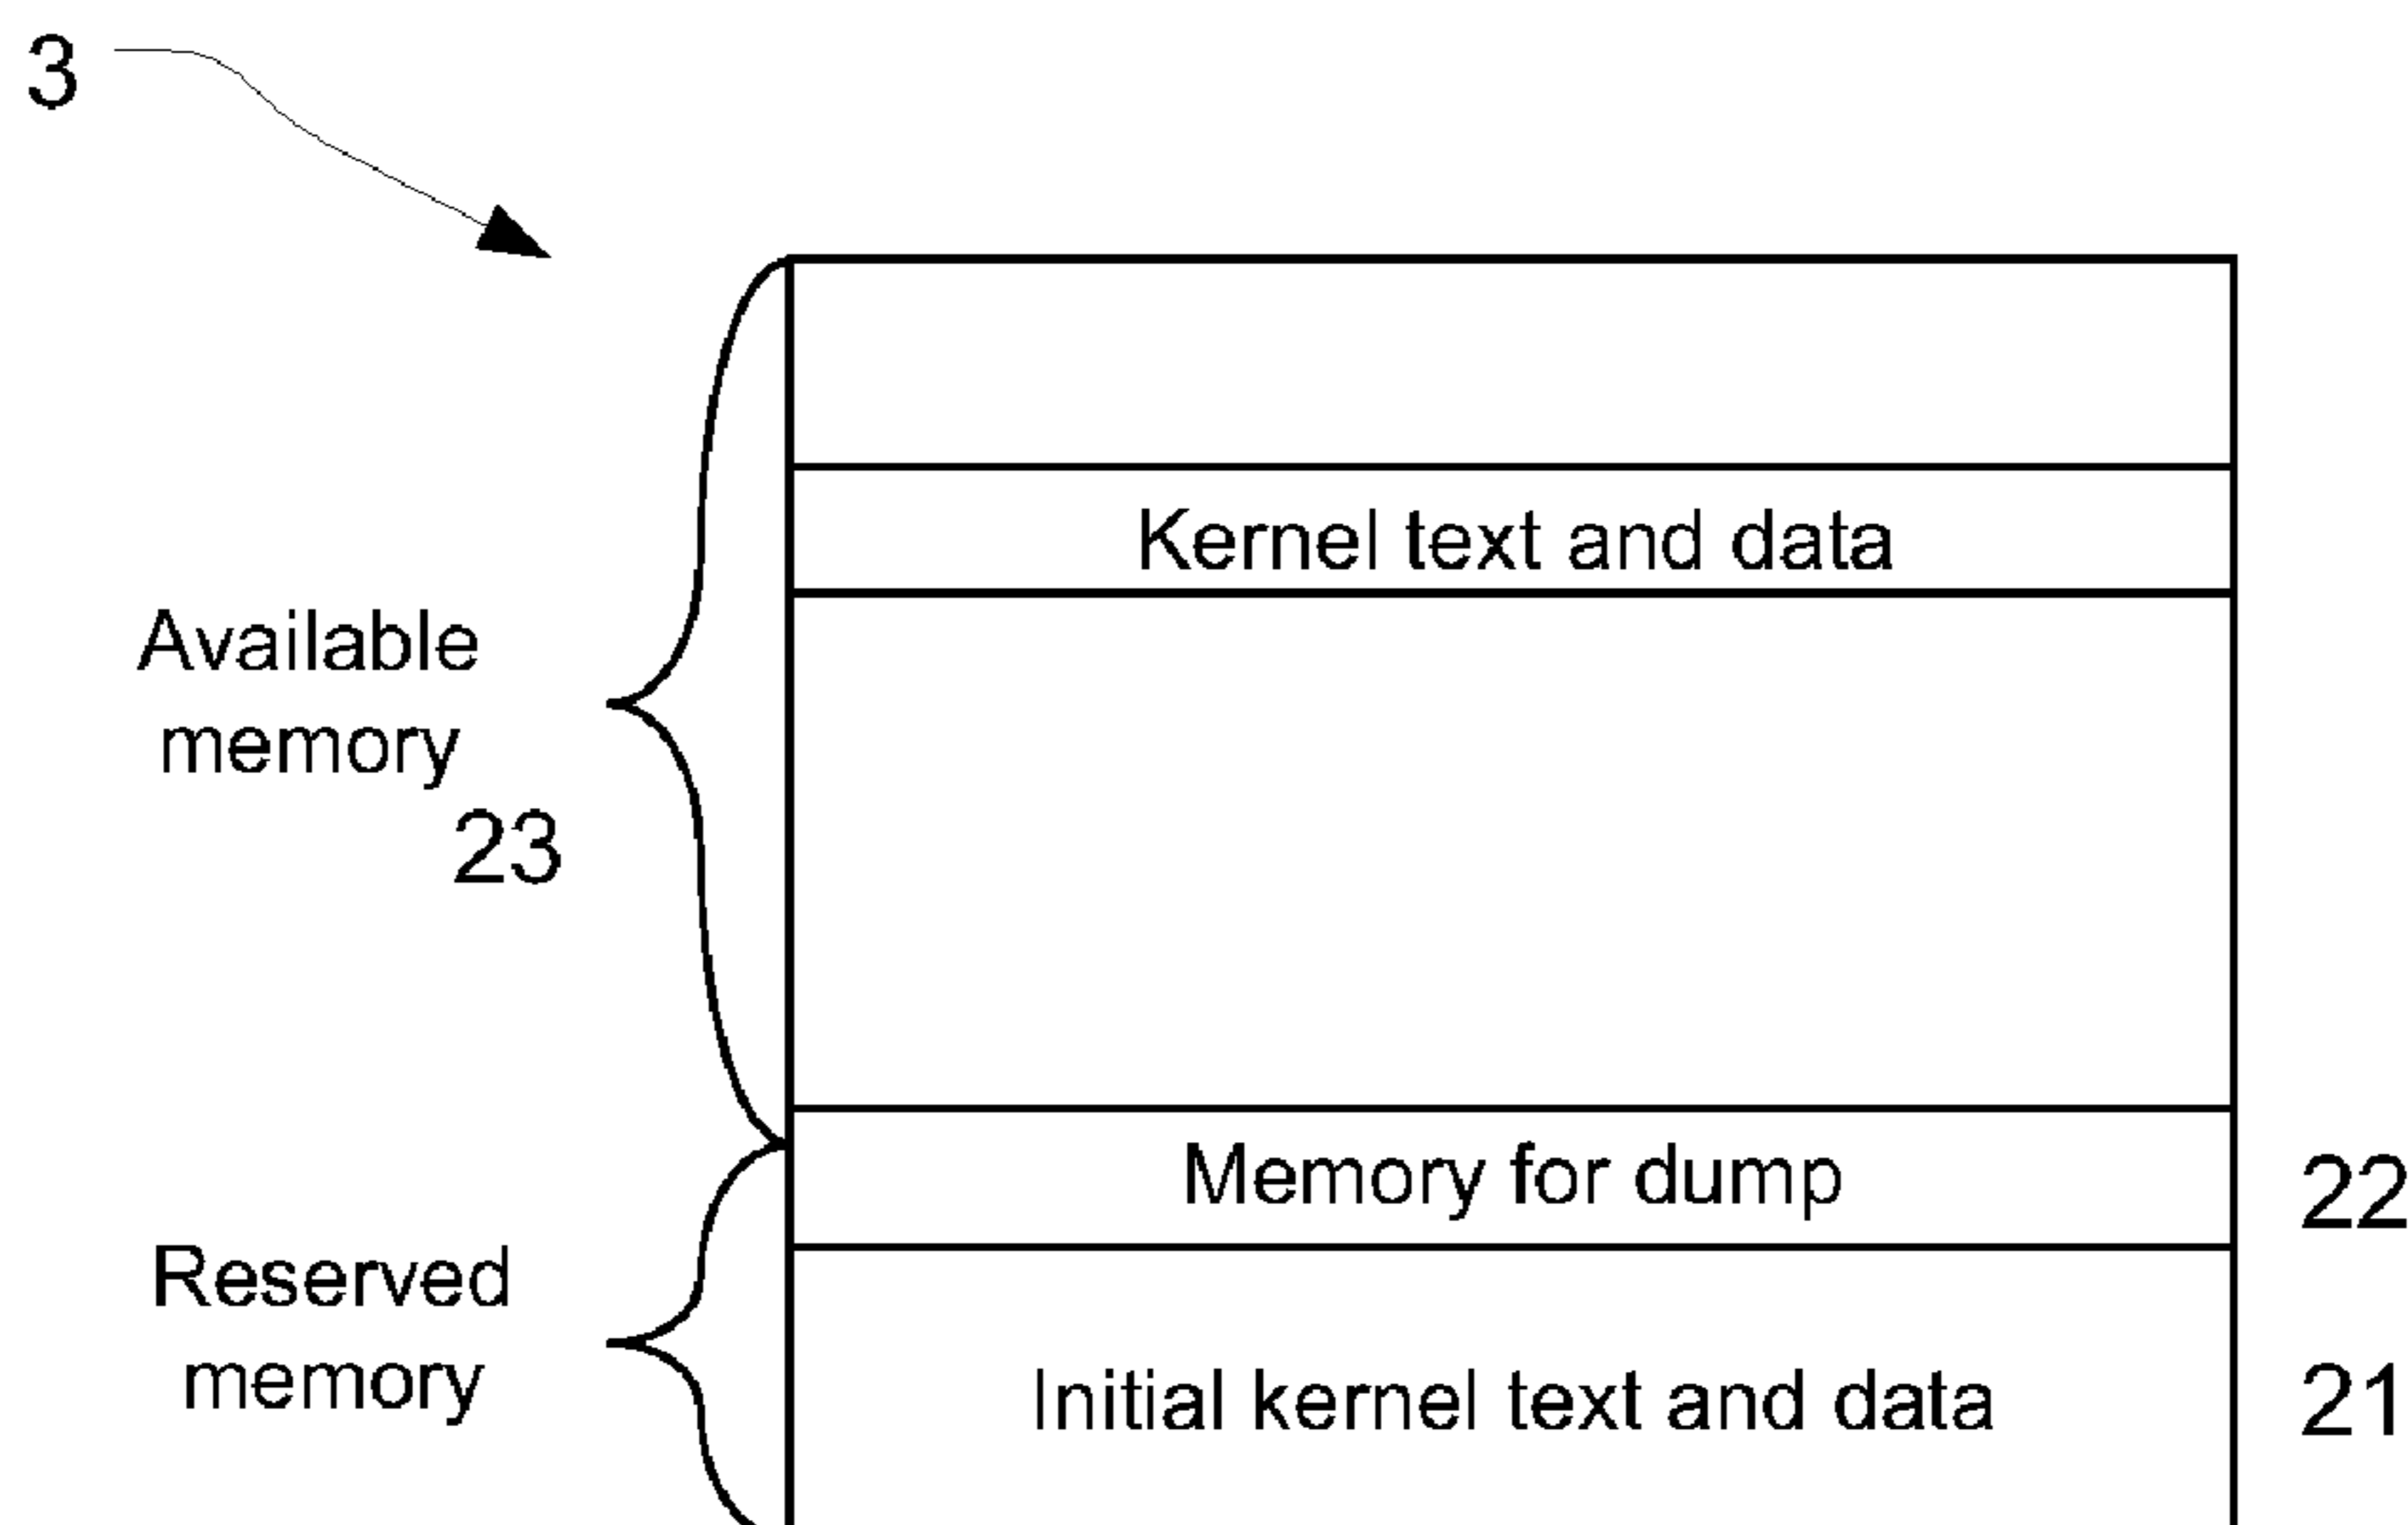 3
Kernel text and data
Available
memory
23
Memory for dump
22
Reserved
memory
Initial kernel text and data
21